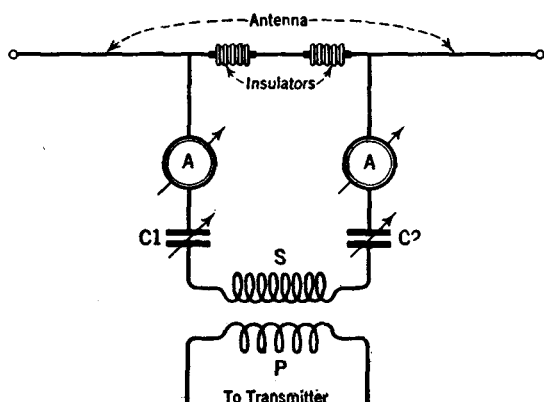 Antenna
Insulators
A
A
C1
C2
S
P
To Transmitter